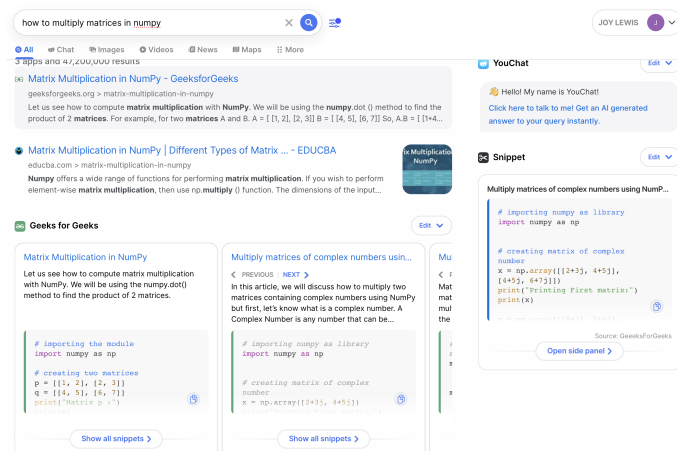 how to multiply matrices in numpy
JOY LEWIS
J
All
Chat
Images
Videos
News
Maps
More
3 apps and 47,200,000 results
Matrix Multiplication in NumPy - GeeksforGeeks
geeksforgeeks.org > matrix-multiplication-in-numpy
Let us see how to compute matrix multiplication with NumPy. We will be using the numpy.dot () method to find the
product of 2 matrices. For example, for two matrices A and B. A = [ [1, 2], [2, 3]] B = [ [4, 5], [6, 7]] So, A.B = [ [1*4...
Matrix Multiplication in NumPy | Different Types of Matrix ... - EDUCBA
educba.com > matrix-multiplication-in-numpy
Numpy offers a wide range of functions for performing matrix multiplication. If you wish to perform
element-wise matrix multiplication, then use np.multiply () function. The dimensions of the input...
ix Multiplication
NumPy
Geeks for Geeks
Edit
Matrix Multiplication in NumPy
Let us see how to compute matrix multiplication
with NumPy. We will be using the numpy.dot()
method to find the product of 2 matrices.
# importing the module
import numpy as np
# creating two matrices
p = [[1, 2], [2, 3]]
q = [[4, 5], [6, 7]]
print("Matrix p :")
Show all snippets
Multiply matrices of complex numbers usin...
PREVIOUS | NEXT
In this article, we will discuss how to multiply two
matrices containing complex numbers using NumPy
but first, let's know what is a complex number. A
Complex Number is any number that can be...
# importing numpy as library
import numpy as np
# creating matrix of complex
number
x = np.array([[2+3j, 4+5j],
Show all snippets
Mu
Mat
mat
the
YouChat
Edit
👋 Hello! My name is YouChat!
Click here to talk to me! Get an AI generated
answer to your query instantly.
Snippet
Edit
Multiply matrices of complex numbers using NumP...
# importing numpy as library
import numpy as np
# creating matrix of complex
number
x = np.array([[2+3j, 4+5j],
[4+5j, 6+7j]])
print("Printing First matrix:")
print(x)
Source: GeeeksForGeeks
Open side panel